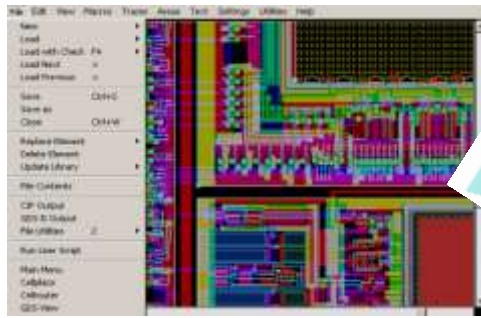 File Edit View Macros Traces Areas Text Settings Utilities Help
New
Load
Load with Check F4
Load Next
Load Previous
Save Ctrl+S
Save as
Close Ctrl+W
Replace Element
Delete Element
Update Library
File Contents
CIF Output
GDS-II Output
File Utilities
Run User Script
Main Menu
Cellplace
Cellrouter
GDS-View